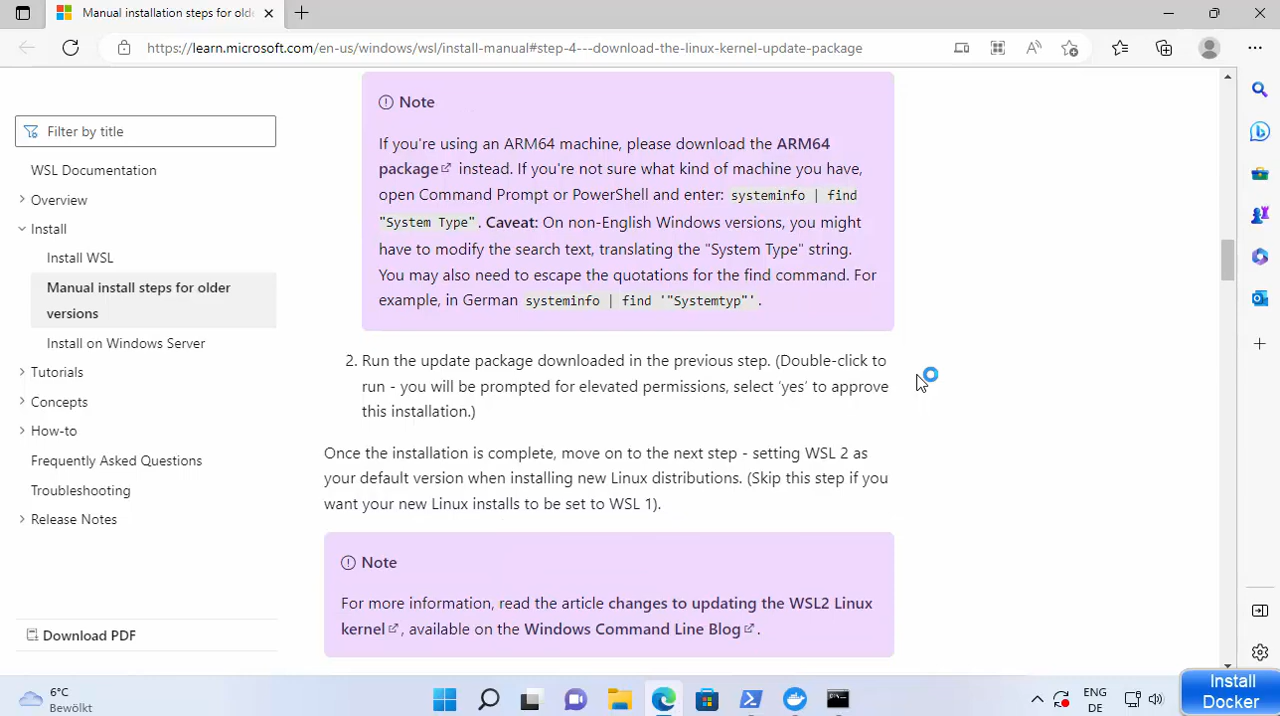 Manual installation steps for olde
https://learn.microsoft.com/en-us/windows/wsl/install-manual#step-4---download-the-linux-kernel-update-package
Filter by title
WSL Documentation
Overview
Install
Install WSL
Manual install steps for older
versions
Install on Windows Server
Tutorials
Concepts
How-to
Frequently Asked Questions
Troubleshooting
Release Notes
Download PDF
Note
If you're using an ARM64 machine, please download the ARM64
package instead. If you're not sure what kind of machine you have,
open Command Prompt or PowerShell and enter: systeminfo | find
"System Type". Caveat: On non-English Windows versions, you might
have to modify the search text, translating the "System Type" string.
You may also need to escape the quotations for the find command. For
example, in German systeminfo | find '"Systemtyp"'.
2. Run the update package downloaded in the previous step. (Double-click to
run - you will be prompted for elevated permissions, select ‘yes’ to approve
this installation.)
Once the installation is complete, move on to the next step - setting WSL 2 as
your default version when installing new Linux distributions. (Skip this step if you
want your new Linux installs to be set to WSL 1).
Note
For more information, read the article changes to updating the WSL2 Linux
kernel, available on the Windows Command Line Blog.
6°C
Bewölkt
ENG
DE
Install
Docker